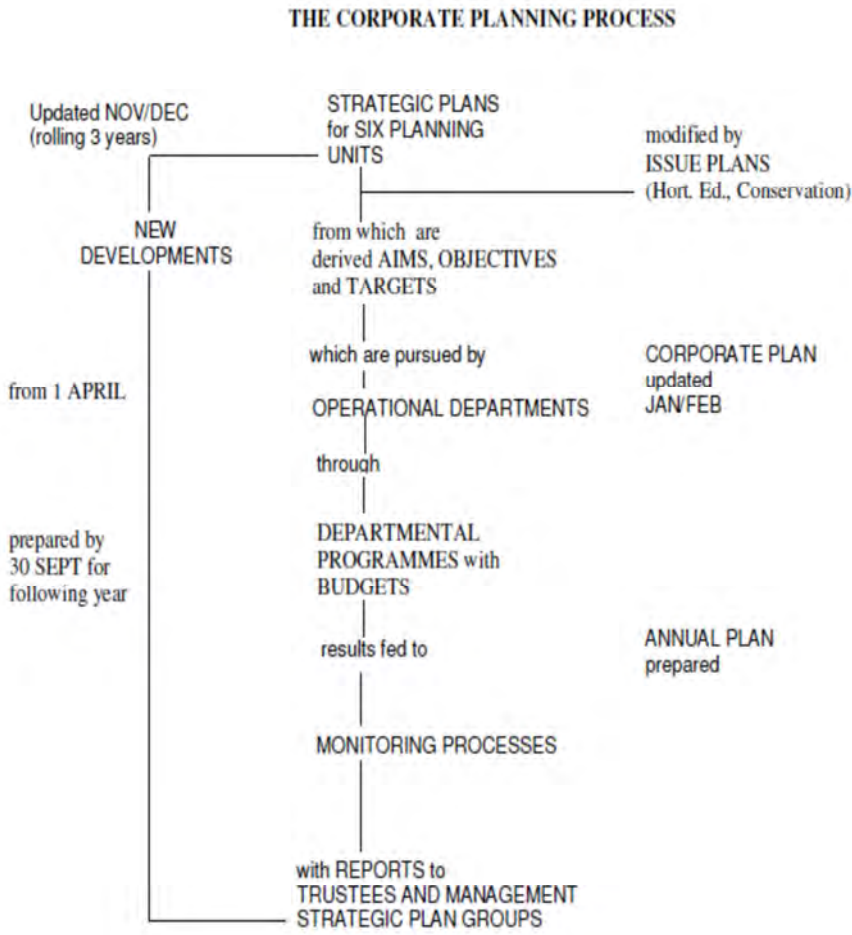 THE CORPORATE PLANNING PROCESS
Updated NOV/DEC
(rolling 3 years)
STRATEGIC PLANS
for SIX PLANNING
UNITS
modified by
ISSUE PLANS
(Hort. Ed., Conservation)
NEW
DEVELOPMENTS
from which are
derived AIMS, OBJECTIVES
and TARGETS
which are pursued by
CORPORATE PLAN
updated
JAN/FEB
from 1 APRIL
OPERATIONAL DEPARTMENTS
through
prepared by
30 SEPT for
following year
DEPARTMENTAL
PROGRAMMES with
BUDGETS
results fed to
ANNUAL PLAN
prepared
MONITORING PROCESSES
with REPORTS to
TRUSTEES AND MANAGEMENT
STRATEGIC PLAN GROUPS